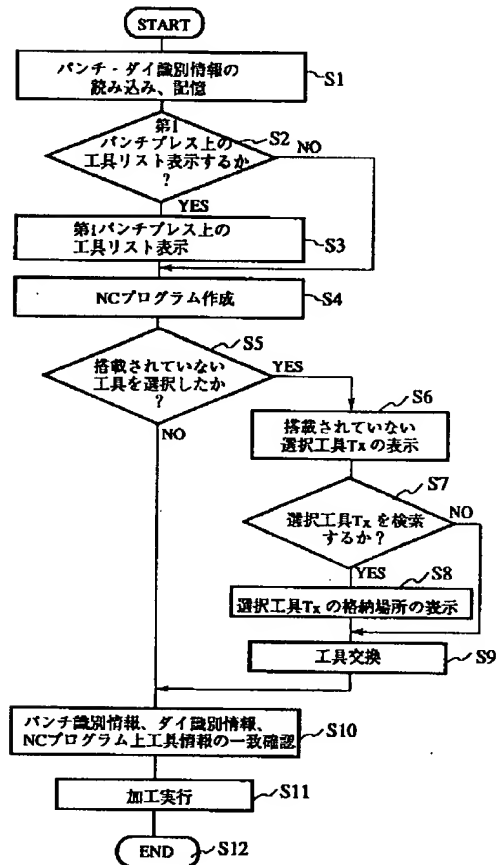 START
パンチ - ダイ識別情報の
読み込み、記憶
S1
第1
パンチプレス上の
工具リスト表示するか
?
S2
NO
YES
第1パンチプレス上の
工具リスト表示
S3
NCプログラム作成
S4
搭載されていない
工具を選択したか
?
S5
YES
NO
搭載されていない
選択工具Txの表示
S6
選択工具Txを検索
するか?
S7
NO
YES
選択工具Txの格納場所の表示
S8
工具交換
S9
パンチ識別情報、ダイ識別情報、
NCプログラム上工具情報の一致確認
S10
加工実行
S11
END
S12